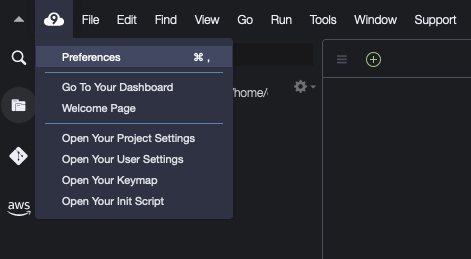 9 File Edit Find View Go Run Tools Window Support
Preferences ⌘ ,
Go To Your Dashboard
/home/
Welcome Page
Open Your Project Settings
Open Your User Settings
Open Your Keymap
Open Your Init Script
aws